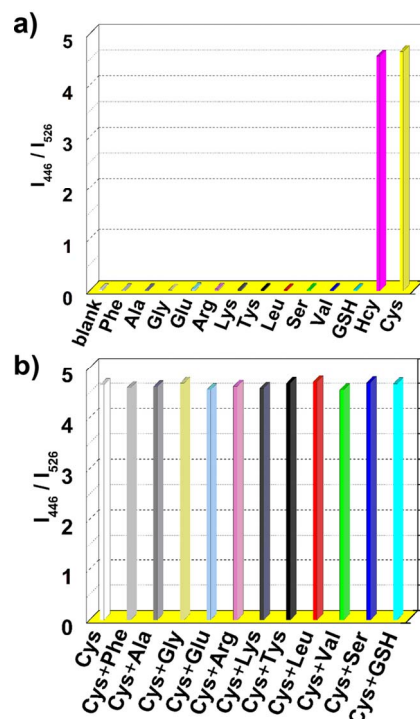 a)
5
4
3
2
1
0
I446 / I526
blank
Phe
Ala
Gly
Glu
Arg
Lys
Tys
Leu
Ser
Val
GSH
Hcy
Cys
b)
5
4
3
2
1
0
I446 / I526
Cys
Cys+Phe
Cys+Ala
Cys+Gly
Cys+Glu
Cys+Arg
Cys+Lys
Cys+Tys
Cys+Leu
Cys+Val
Cys+Ser
Cys+GSH